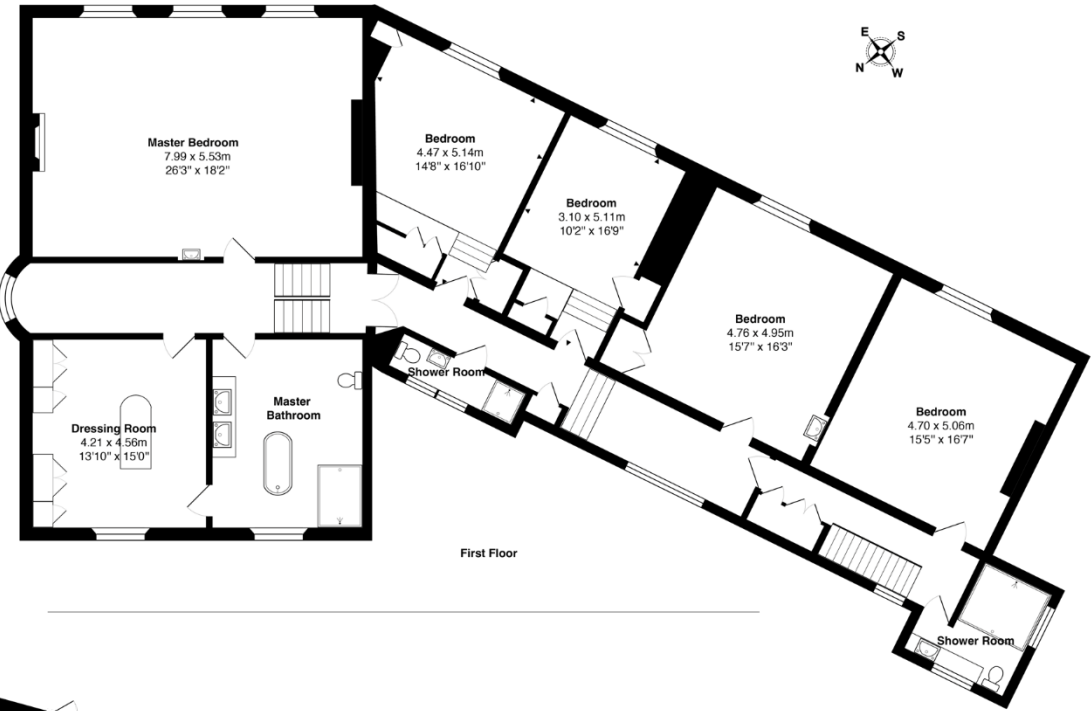 E
S
N
W
Master Bedroom
7.99 x 5.53m
26'3" x 18'2"
Bedroom
4.47 x 5.14m
14'8" x 16'10"
Bedroom
3.10 x 5.11m
10'2" x 16'9"
Bedroom
4.76 x 4.95m
15'7" x 16'3"
Bedroom
4.70 x 5.06m
15'5" x 16'7"
Shower Room
Master
Bathroom
Dressing Room
4.21 x 4.56m
13'10" x 15'0"
First Floor
Shower Room